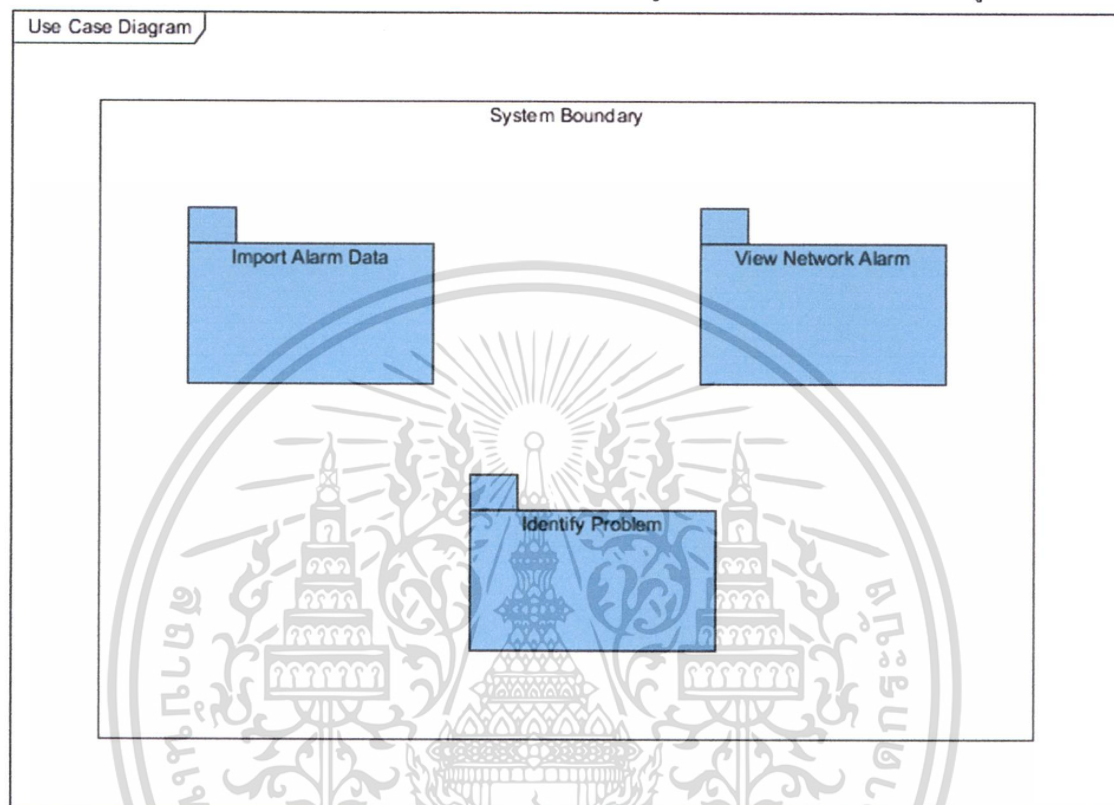 Use Case Diagram
System Boundary
Import Alarm Data
View Network Alarm
Identify Problem